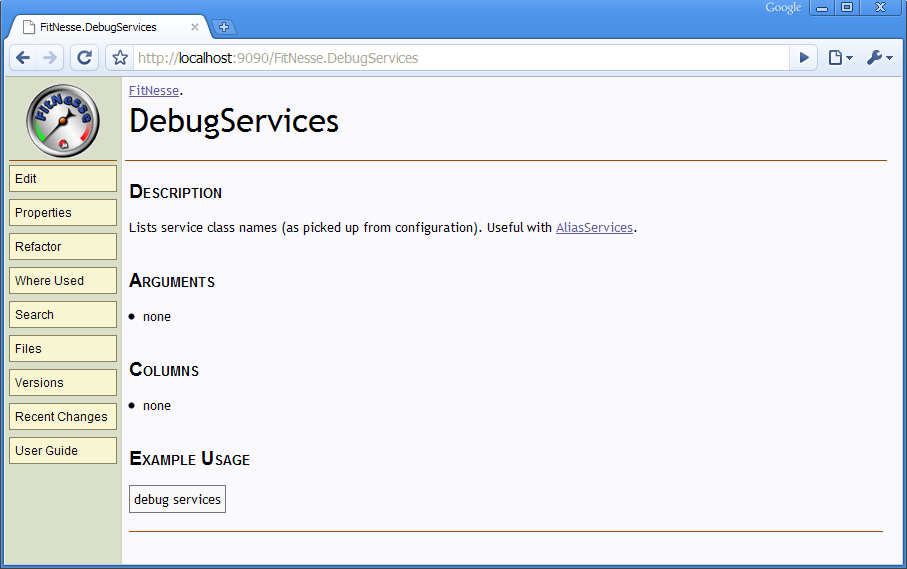 Google
FitNesse.DebugServices
http://localhost:9090/FitNesse.DebugServices
FitNesse
FitNesse.
DebugServices
Edit
Properties
Refactor
Where Used
Search
Files
Versions
Recent Changes
User Guide
Description
Lists service class names (as picked up from configuration). Useful with AliasServices.
Arguments
• none
Columns
• none
Example Usage
debug services